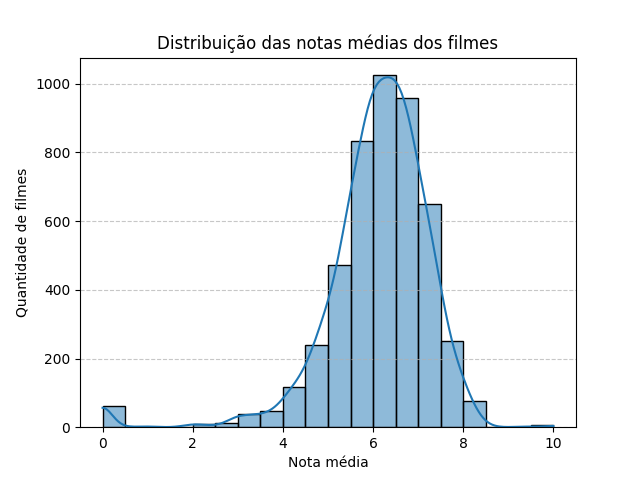 Distribuição das notas médias dos filmes
1000
800
600
400
200
0
Quantidade de filmes
0 2 4 6 8 10
Nota média